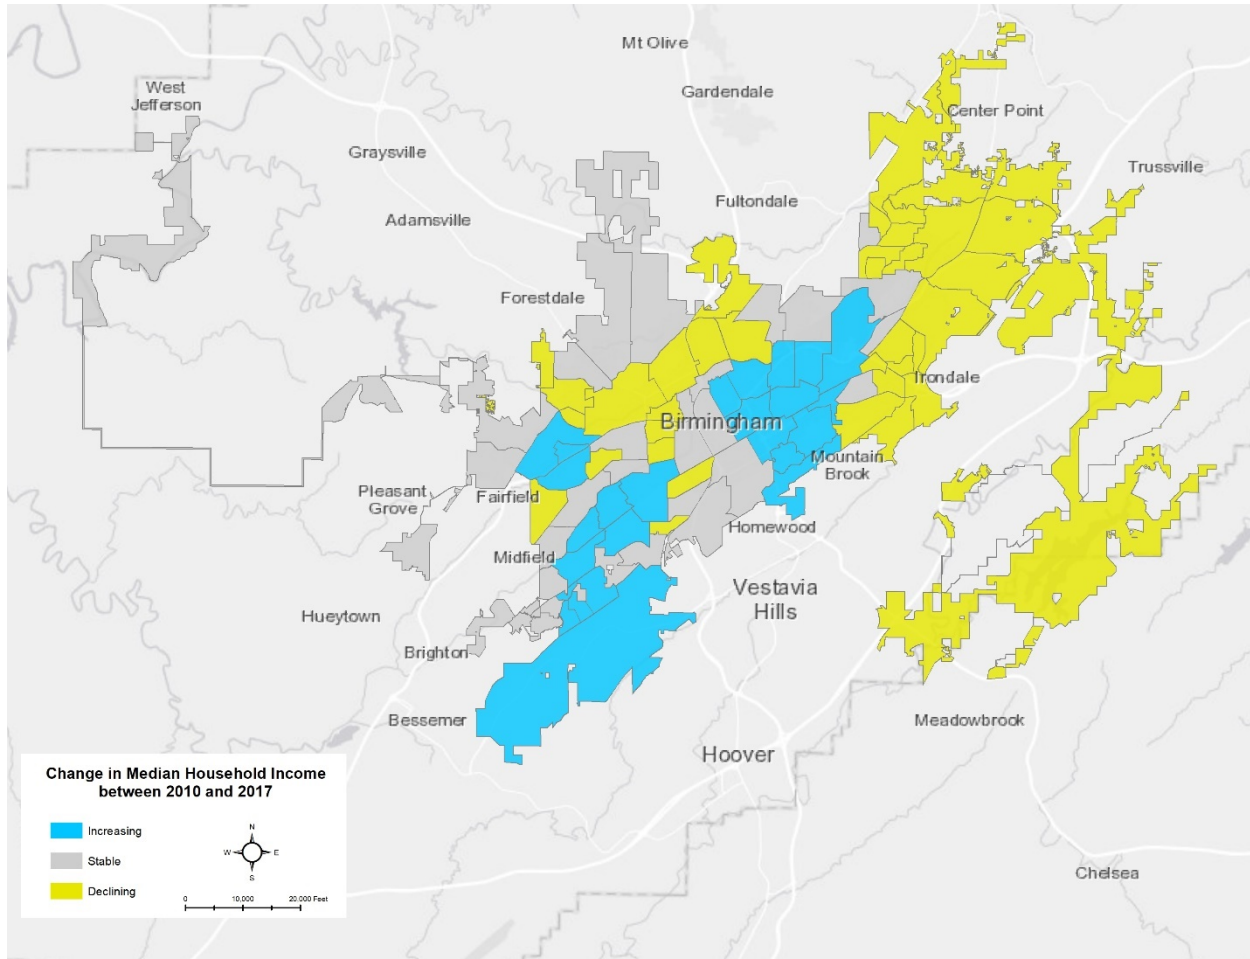 Mt Olive
Gardendale
West
Jefferson
Center Point
Graysville
Trussville
Fultondale
Adamsville
Forestdale
Irondale
Birmingham
Mountain
Brook
Pleasant
Grove
Fairfield
Homewood
Midfield
Vestavia
Hills
Hueytown
Brighton
Bessemer
Meadowbrook
Hoover
Chelsea
Change in Median Household Income
between 2010 and 2017
Increasing
Stable
Declining
N
W E
S
0 10,000 20,000 Feet